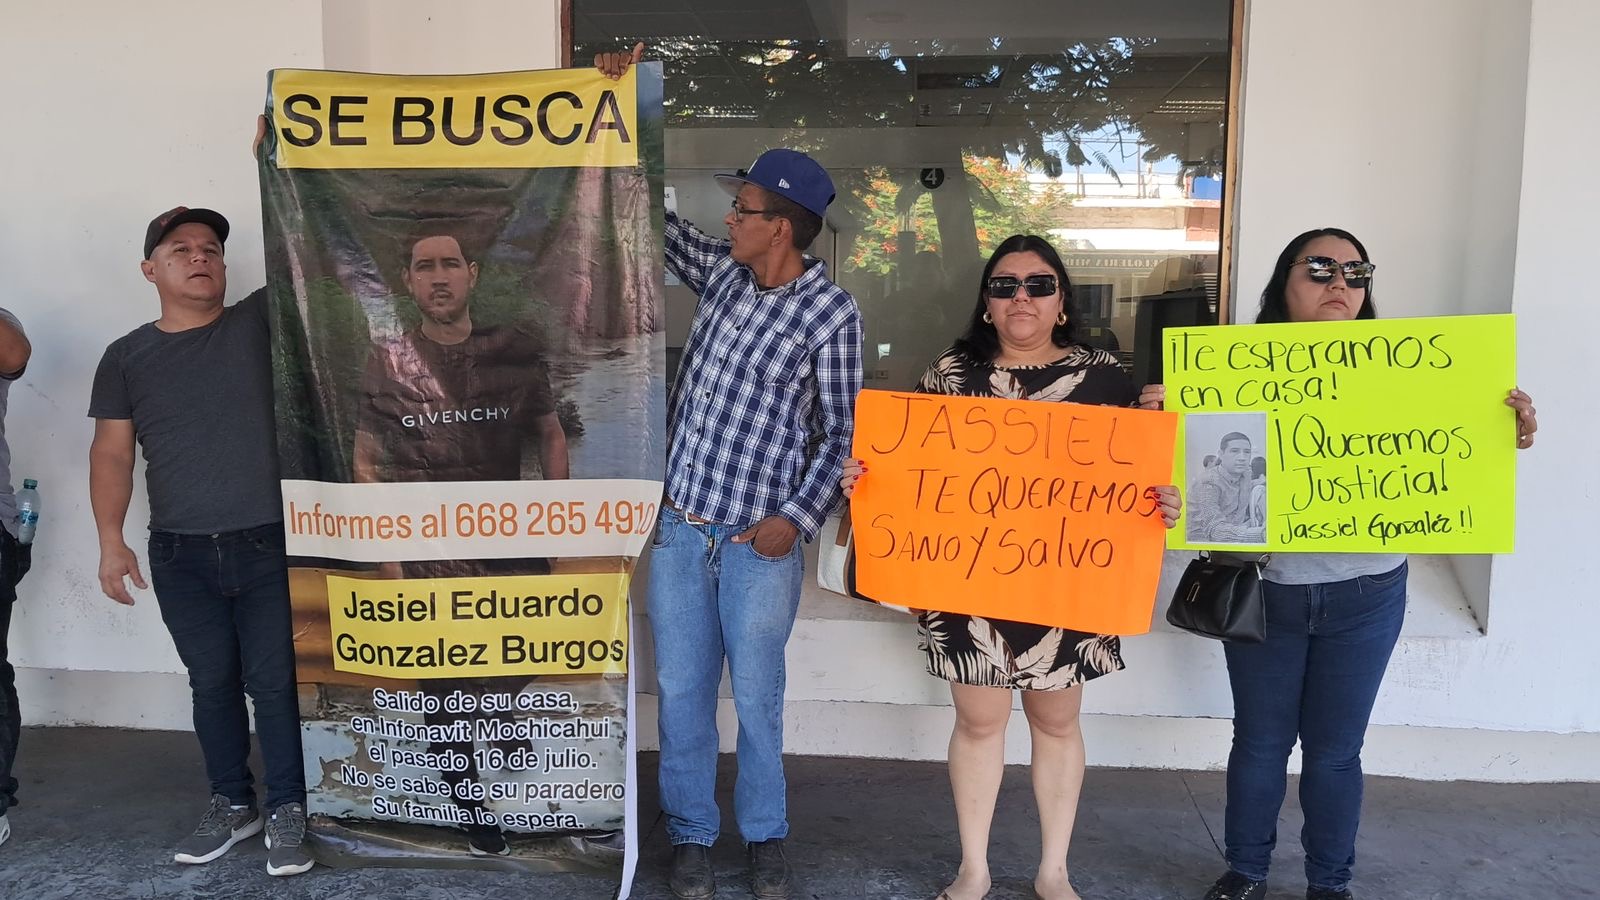 SE BUSCA
GIVENCHY
Informes al 668 265 4910
Jasiel Eduardo
Gonzalez Burgos
Salido de su casa,
en Infonavit Mochicahui
el pasado 16 de julio.
No se sabe de su paradero
Su familia lo espera.
JASSIEL
TE QUEREMOS
SANO Y SALVO
¡Te esperamos
en casa!
¡Queremos
Justicia!
Jassiel Gonzaléz!!
4